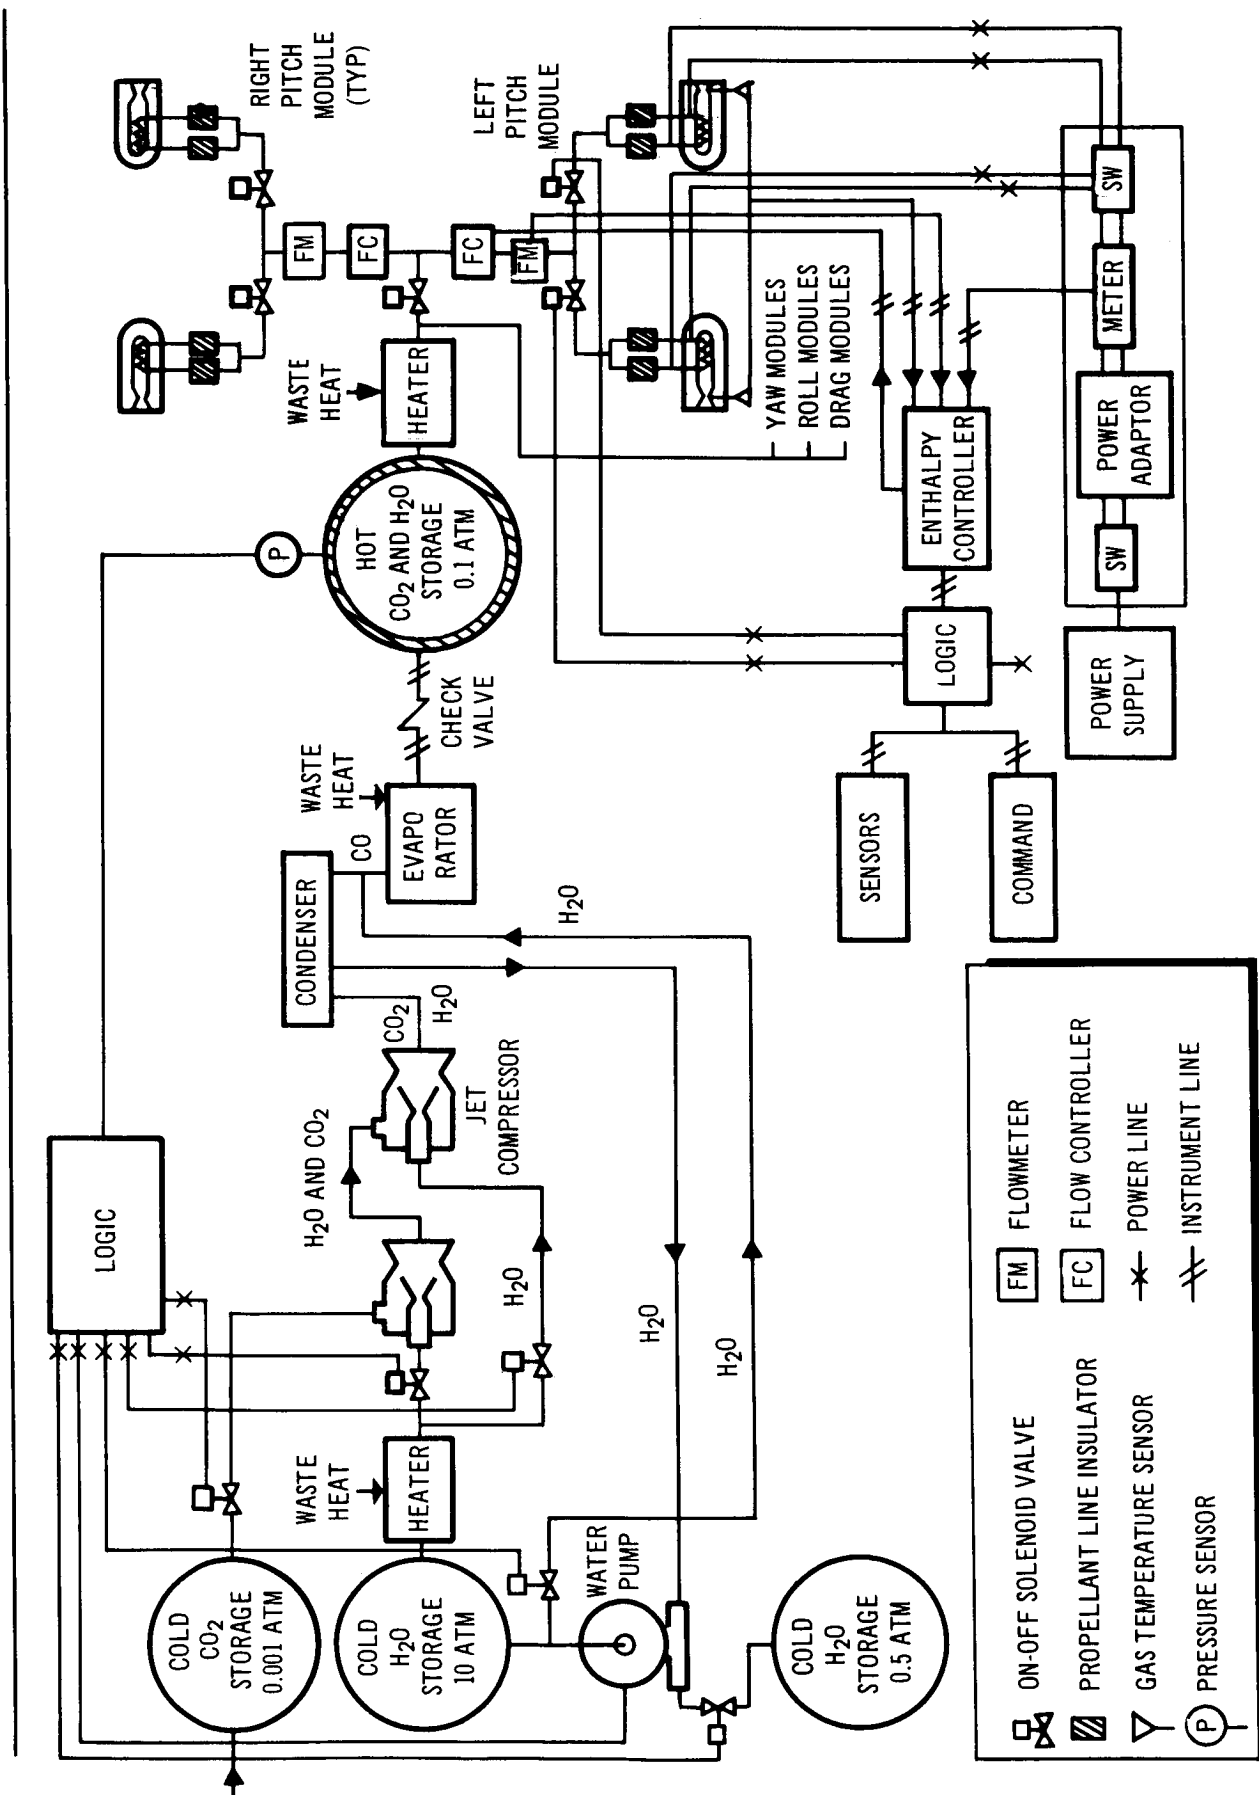 LOGIC
COLD
CO2
STORAGE
0.001 ATM
COLD
H2O
STORAGE
10 ATM
WASTE
HEAT
HEATER
H2O AND CO2
JET
COMPRESSOR
H2O
CO2
H2O
CONDENSER
CO
WASTE
HEAT
EVAPO
RATOR
CHECK
VALVE
P
HOT
CO2 AND H2O
STORAGE
0.1 ATM
WASTE
HEAT
HEATER
FM
FC
RIGHT
PITCH
MODULE
(TYP)
FC
FM
LEFT
PITCH
MODULE
WATER
PUMP
H2O
H2O
H2O
COLD
H2O
STORAGE
0.5 ATM
YAW MODULES
ROLL MODULES
DRAG MODULES
SENSORS
COMMAND
LOGIC
ENTHALPY
CONTROLLER
POWER
SUPPLY
SW
POWER
ADAPTOR
METER
SW
ON-OFF SOLENOID VALVE
PROPELLANT LINE INSULATOR
GAS TEMPERATURE SENSOR
P PRESSURE SENSOR
FM FLOWMETER
FC FLOW CONTROLLER
POWER LINE
INSTRUMENT LINE